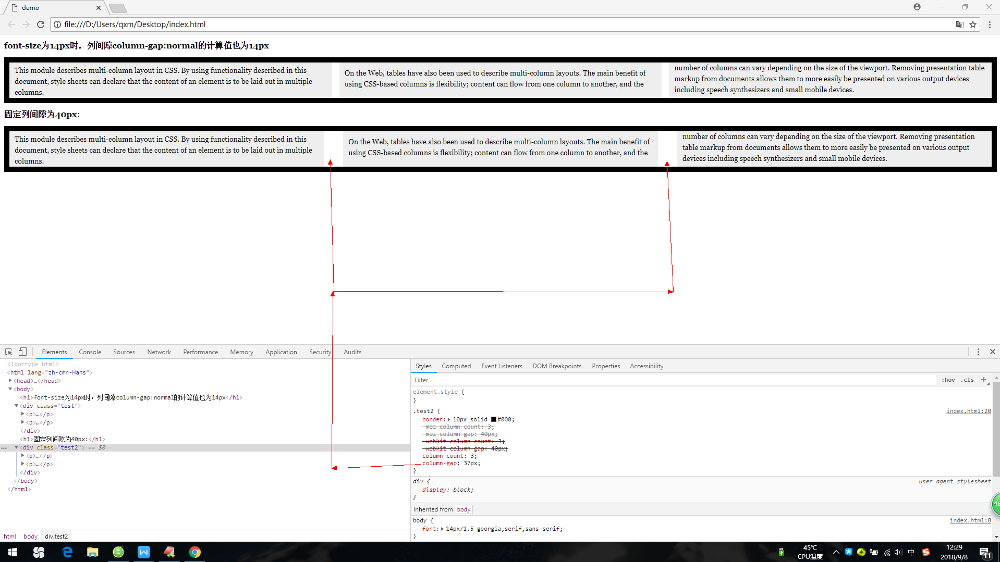 demo
file:///D:/Users/qxm/Desktop/index.html
font-size为14px时，列间隙column-gap:normal的计算值也为14px
This module describes multi-column layout in CSS. By using functionality described in this
document, style sheets can declare that the content of an element is to be laid out in multiple
columns.
On the Web, tables have also been used to describe multi-column layouts. The main benefit of
using CSS-based columns is flexibility; content can flow from one column to another, and the
number of columns can vary depending on the size of the viewport. Removing presentation table
markup from documents allows them to more easily be presented on various output devices
including speech synthesizers and small mobile devices.
固定列间隙为40px:
This module describes multi-column layout in CSS. By using functionality described in this
document, style sheets can declare that the content of an element is to be laid out in multiple
columns.
On the Web, tables have also been used to describe multi-column layouts. The main benefit of
using CSS-based columns is flexibility; content can flow from one column to another, and the
number of columns can vary depending on the size of the viewport. Removing presentation
table markup from documents allows them to more easily be presented on various output
devices including speech synthesizers and small mobile devices.
Elements Console Sources Network Performance Memory Application Security Audits
<!doctype html>
<html lang="zh-cmn-Hans">
<head>…</head>
<body>
<h1>font-size为14px时，列间隙column-gap:normal的计算值也为14px</h1>
<div class="test">
<p>…</p>
<p>…</p>
</div>
<h1>固定列间隙为40px:</h1>
<div class="test2"> == $0
<p>…</p>
<p>…</p>
</div>
</body>
</html>
html body div.test2
Styles Computed Event Listeners DOM Breakpoints Properties Accessibility
Filter :hov .cls +
element.style {
}
.test2 { index.html:20
border: 10px solid #000;
-moz-column-count: 3;
-moz-column-gap: 40px;
-webkit-column-count: 3;
-webkit-column-gap: 40px;
column-count: 3;
column-gap: 37px;
}
div { user agent stylesheet
display: block;
}
Inherited from body
body { index.html:8
font: 14px/1.5 georgia,serif,sans-serif;
}
48
45℃
CPU温度
中
12:29
2018/9/8
11